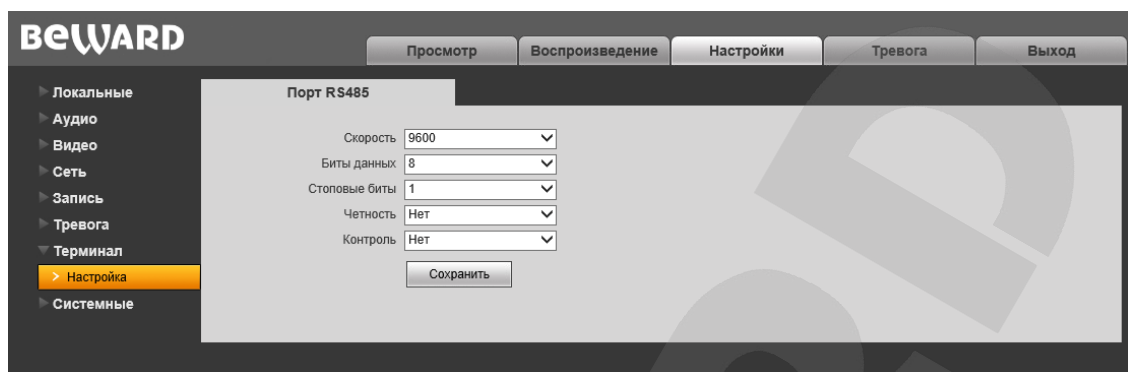 BEWARD
Просмотр Воспроизведение Настройки Тревога Выход
Локальные
Аудио
Видео
Сеть
Запись
Тревога
Терминал
Настройка
Системные
Порт RS485
Скорость 9600
Биты данных 8
Стоповые биты 1
Четность Нет
Контроль Нет
Сохранить